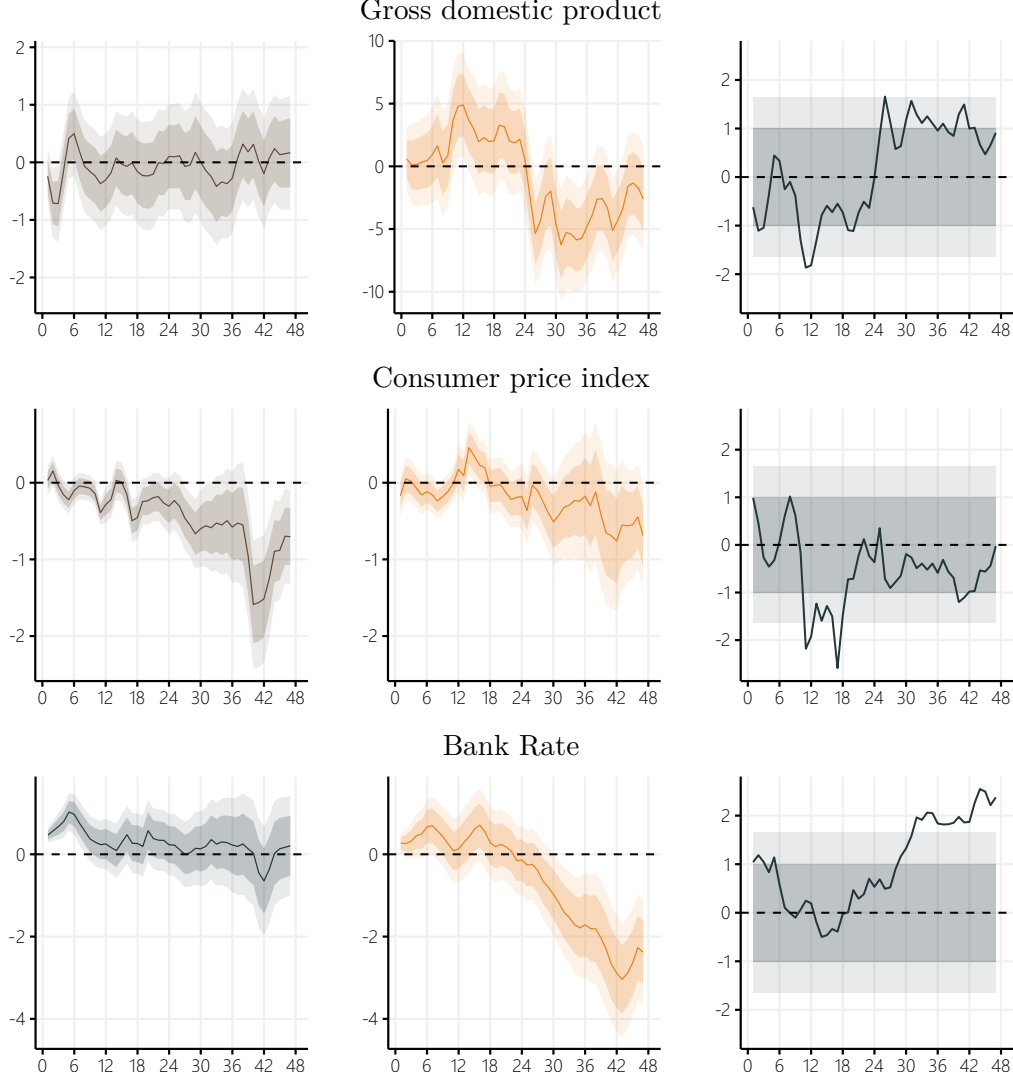 Gross domestic product
2 10
1 5 2
0 0 1
-1 -5 0
-2 -10 -1
-2
0 6 12 18 24 30 36 42 48 0 6 12 18 24 30 36 42 48 0 6 12 18 24 30 36 42 48
Consumer price index
0 0 2
-1 -1 1
-2 -2 0
-1
-2
0 6 12 18 24 30 36 42 48 0 6 12 18 24 30 36 42 48 0 6 12 18 24 30 36 42 48
Bank Rate
0 0 2
-2 -2 1
-4 -4 0
-1
-2
0 6 12 18 24 30 36 42 48 0 6 12 18 24 30 36 42 48 0 6 12 18 24 30 36 42 48